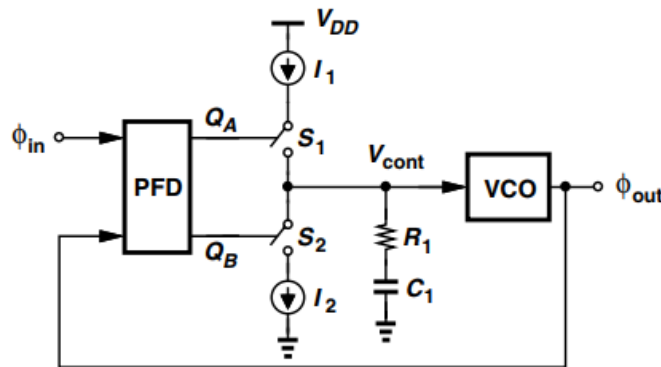 V_DD
I_1
Q_A
S_1
ϕ_in
PFD
V_cont
VCO
ϕ_out
Q_B
S_2
R_1
C_1
I_2